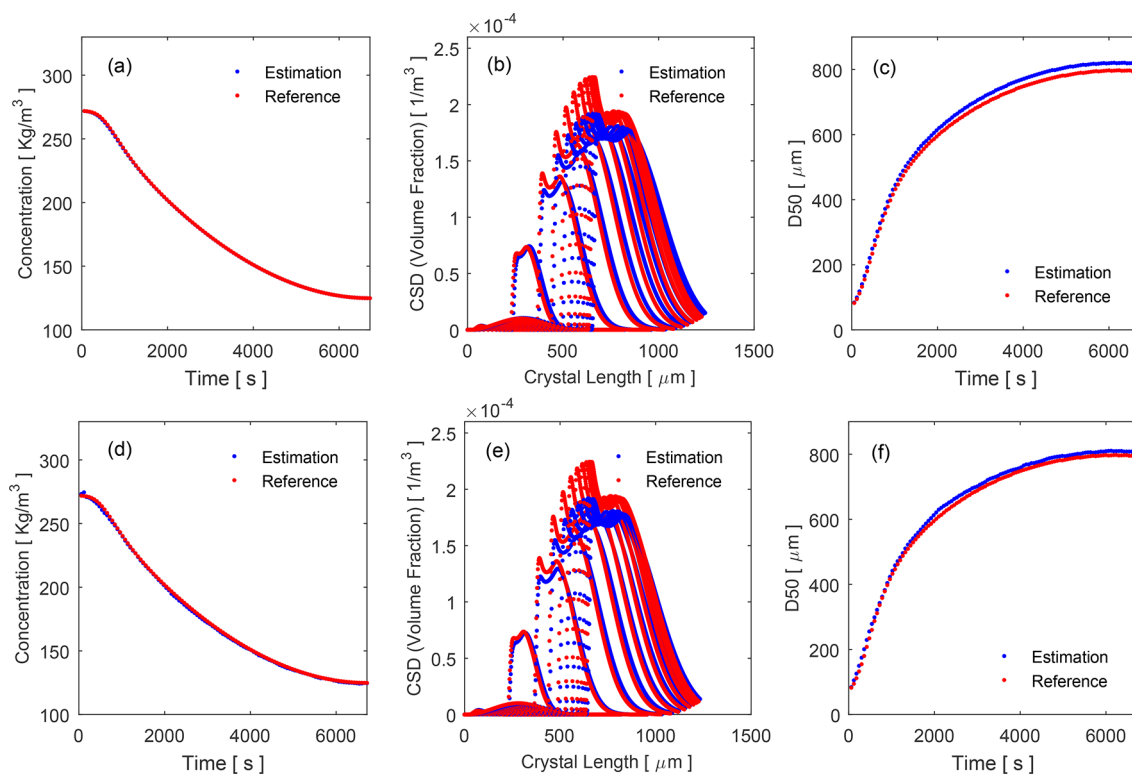 (a)
Estimation
Reference
Concentration [ Kg/m³ ]
300
250
200
150
100
0 2000 4000 6000
Time [ s ]
×10⁻⁴
(b)
Estimation
Reference
CSD (Volume Fraction) [ 1/m³ ]
2.5
2
1.5
1
0.5
0
0 500 1000 1500
Crystal Length [ μm ]
(c)
Estimation
Reference
D50 [ μm ]
800
600
400
200
0
0 2000 4000 6000
Time [ s ]
(d)
Estimation
Reference
Concentration [ Kg/m³ ]
300
250
200
150
100
0 2000 4000 6000
Time [ s ]
×10⁻⁴
(e)
Estimation
Reference
CSD (Volume Fraction) [ 1/m³ ]
2.5
2
1.5
1
0.5
0
0 500 1000 1500
Crystal Length [ μm ]
(f)
Estimation
Reference
D50 [ μm ]
800
600
400
200
0
0 2000 4000 6000
Time [ s ]